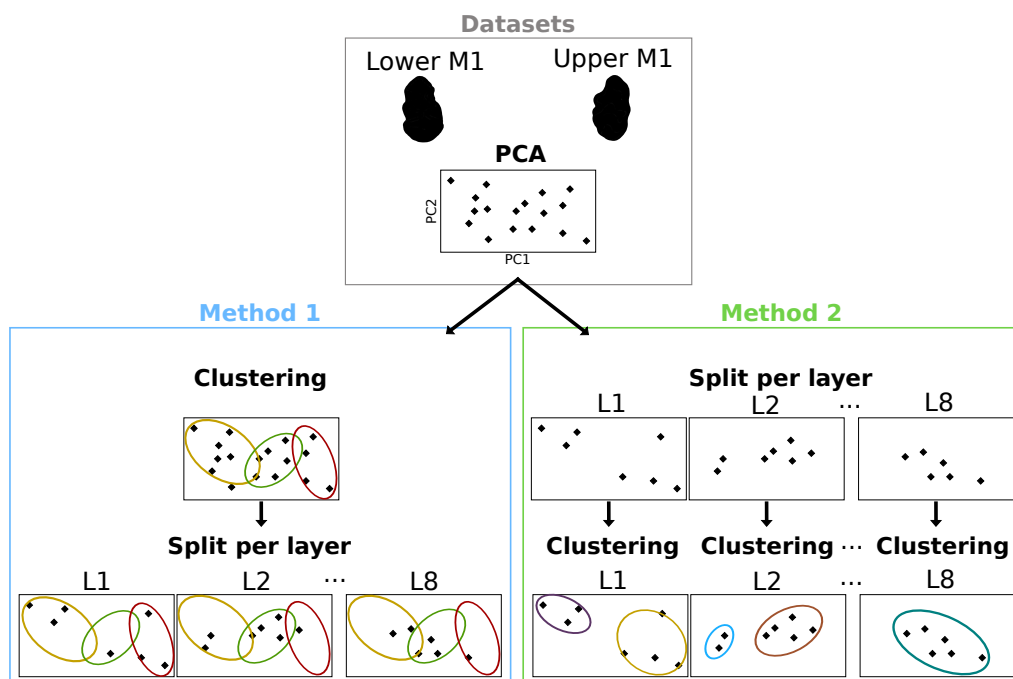 Datasets
Lower M1
Upper M1
PCA
PC2
PC1
Method 1
Clustering
Split per layer
L1
L2
...
L8
Method 2
Split per layer
L1
L2
...
L8
Clustering
Clustering
...
Clustering
L1
L2
...
L8